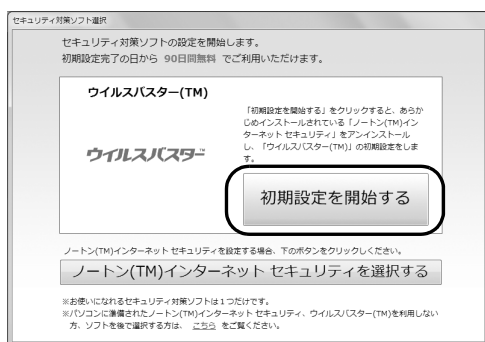 セキュリティ対策ソフト選択
セキュリティ対策ソフトの設定を開始します。
初期設定完了の日から 90日間無料 でご利用いただけます。
ウイルスバスター(TM)
「初期設定を開始する」をクリックすると、あらか
じめインストールされている「ノートン(TM)イン
ターネット セキュリティ」をアンインストール
し、「ウイルスバスター(TM)」の初期設定をしま
す。
ウイルスバスター™
初期設定を開始する
ノートン(TM)インターネット セキュリティを設定する場合、下のボタンをクリックしください。
ノートン(TM)インターネット セキュリティを選択する
※お使いになれるセキュリティ対策ソフトは1つだけです。
※パソコンに準備されたノートン(TM)インターネット セキュリティ、ウイルスバスター(TM)を利用しない
方、ソフトを後で選択する方は、 こちら をご覧ください。